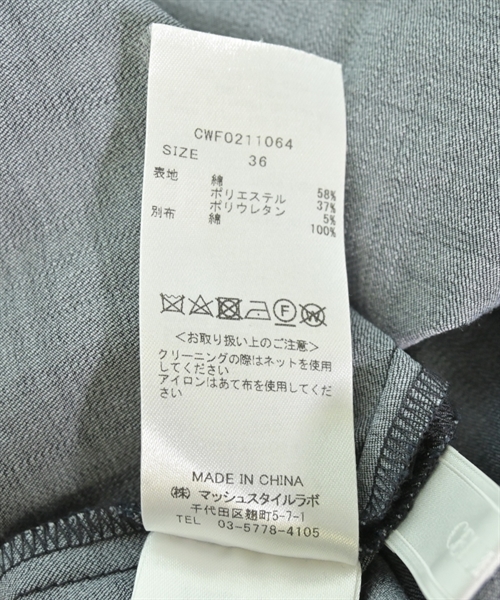 CWF0211064
SIZE 36
表地 綿 58%
ポリエステル 37%
ポリウレタン 5%
別布 綿 100%
F W
<お取り扱い上のご注意>
クリーニングの際はネットを使用
してください
アイロンはあて布を使用してくださ
い
MADE IN CHINA
(株) マッシュスタイルラボ
千代田区麹町5-7-1
TEL 03-5778-4105